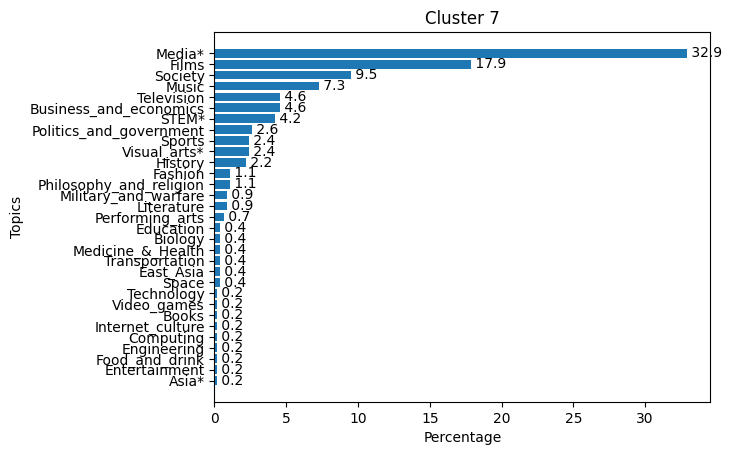 Cluster 7
Topics
Media* 32.9
Films 17.9
Society 9.5
Music 7.3
Television 4.6
Business_and_economics 4.6
STEM* 4.2
Politics_and_government 2.6
Sports 2.4
Visual_arts* 2.4
History 2.2
Fashion 1.1
Philosophy_and_religion 1.1
Military_and_warfare 0.9
Literature 0.9
Performing_arts 0.7
Education 0.4
Biology 0.4
Medicine_&_Health 0.4
Transportation 0.4
East_Asia 0.4
Space 0.4
Technology 0.2
Video_games 0.2
Books 0.2
Internet_culture 0.2
Computing 0.2
Engineering 0.2
Food_and_drink 0.2
Entertainment 0.2
Asia* 0.2
0 5 10 15 20 25 30
Percentage